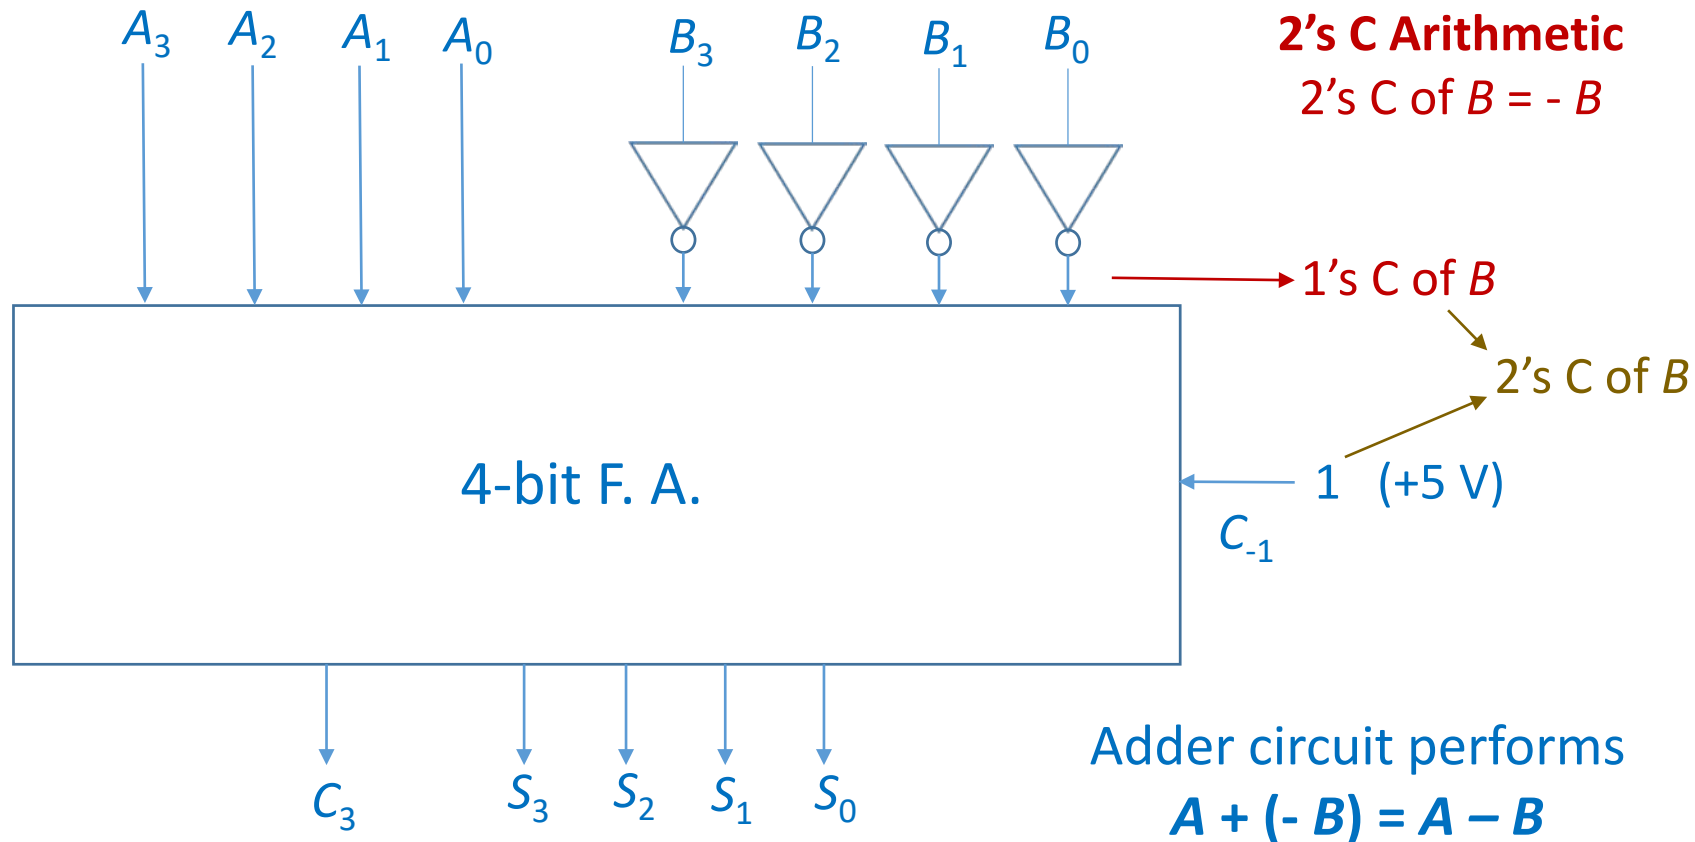 A₃ A₂ A₁ A₀ B₃ B₂ B₁ B₀
2’s C Arithmetic
2’s C of B = - B
1’s C of B
2’s C of B
4-bit F. A.
1 (+5 V)
C₋₁
C₃ S₃ S₂ S₁ S₀
Adder circuit performs
A + (- B) = A – B